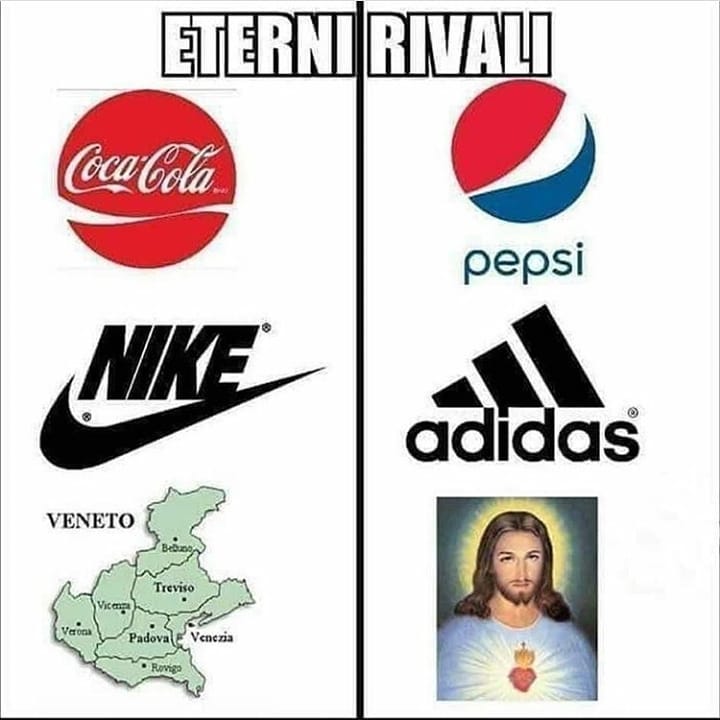 ETERNI RIVALI
Coca-Cola
pepsi
NIKE®
®
adidas®
VENETO
Belluno
Treviso
Vicenza
Verona
Padova
Venezia
Rovigo